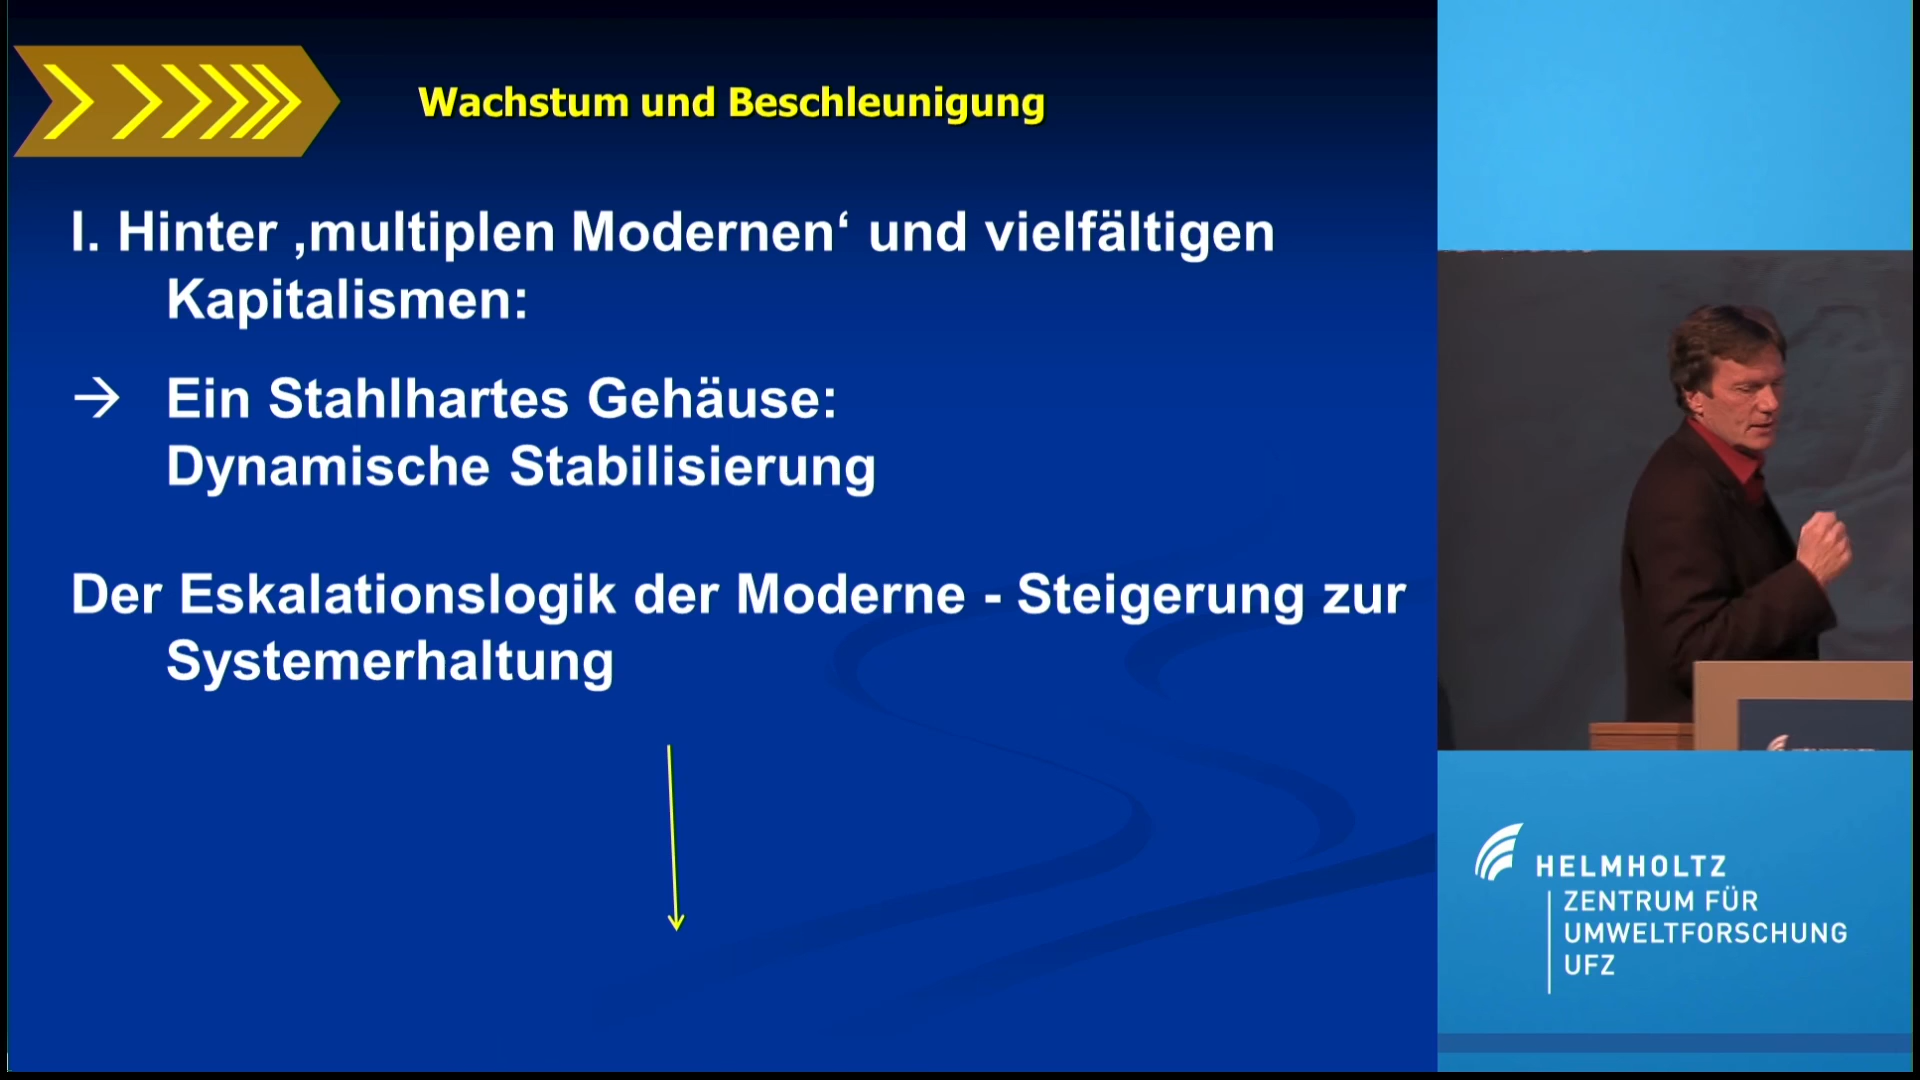 Wachstum und Beschleunigung
I. Hinter ‚multiplen Modernen‘ und vielfältigen
Kapitalismen:
→ Ein Stahlhartes Gehäuse:
Dynamische Stabilisierung
Der Eskalationslogik der Moderne - Steigerung zur
Systemerhaltung
HELMHOLTZ
ZENTRUM FÜR
UMWELTFORSCHUNG
UFZ